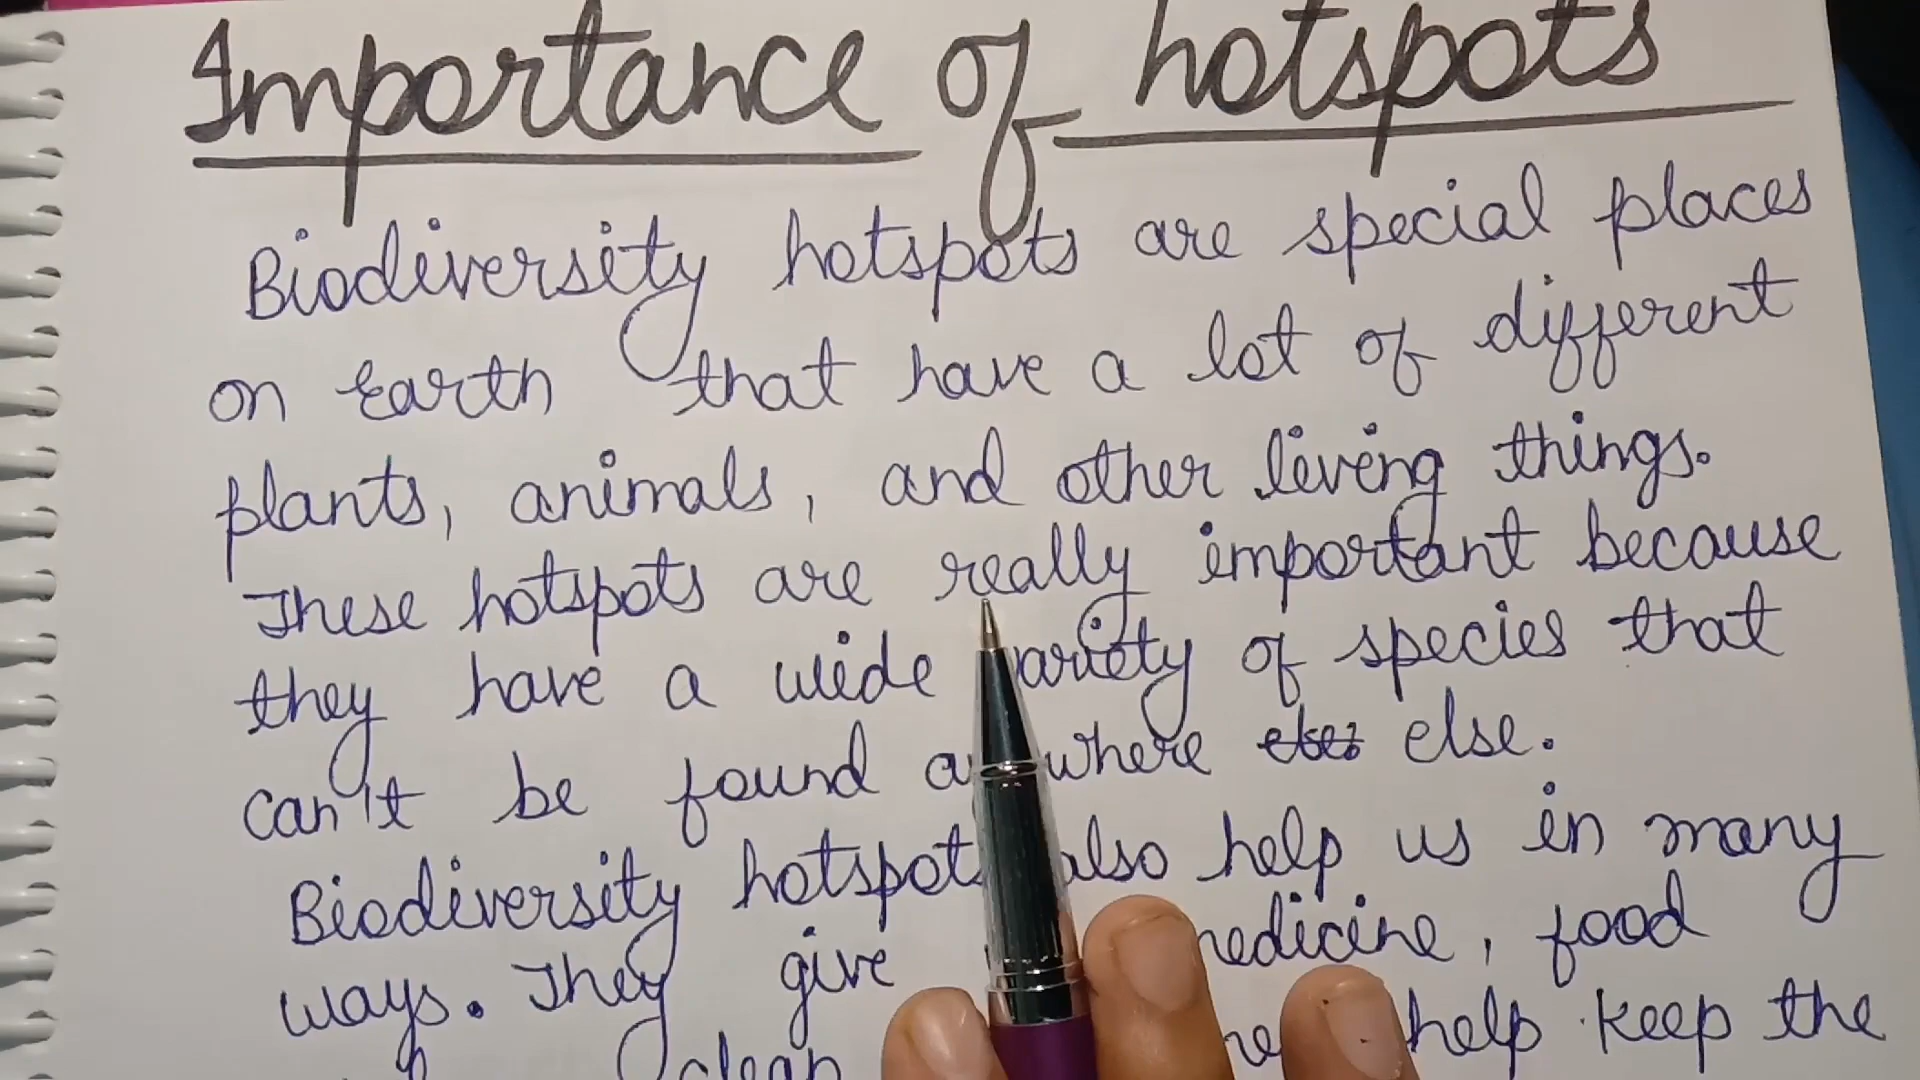 Importance of hotspots
Biodiversity hotspots are special places
on Earth that have a lot of different
plants, animals, and other living things.
These hotspots are really important because
they have a wide variety of species that
can't be found where else.
Biodiversity hotspots also help us in many
ways. They give medicine, food
clean help keep the